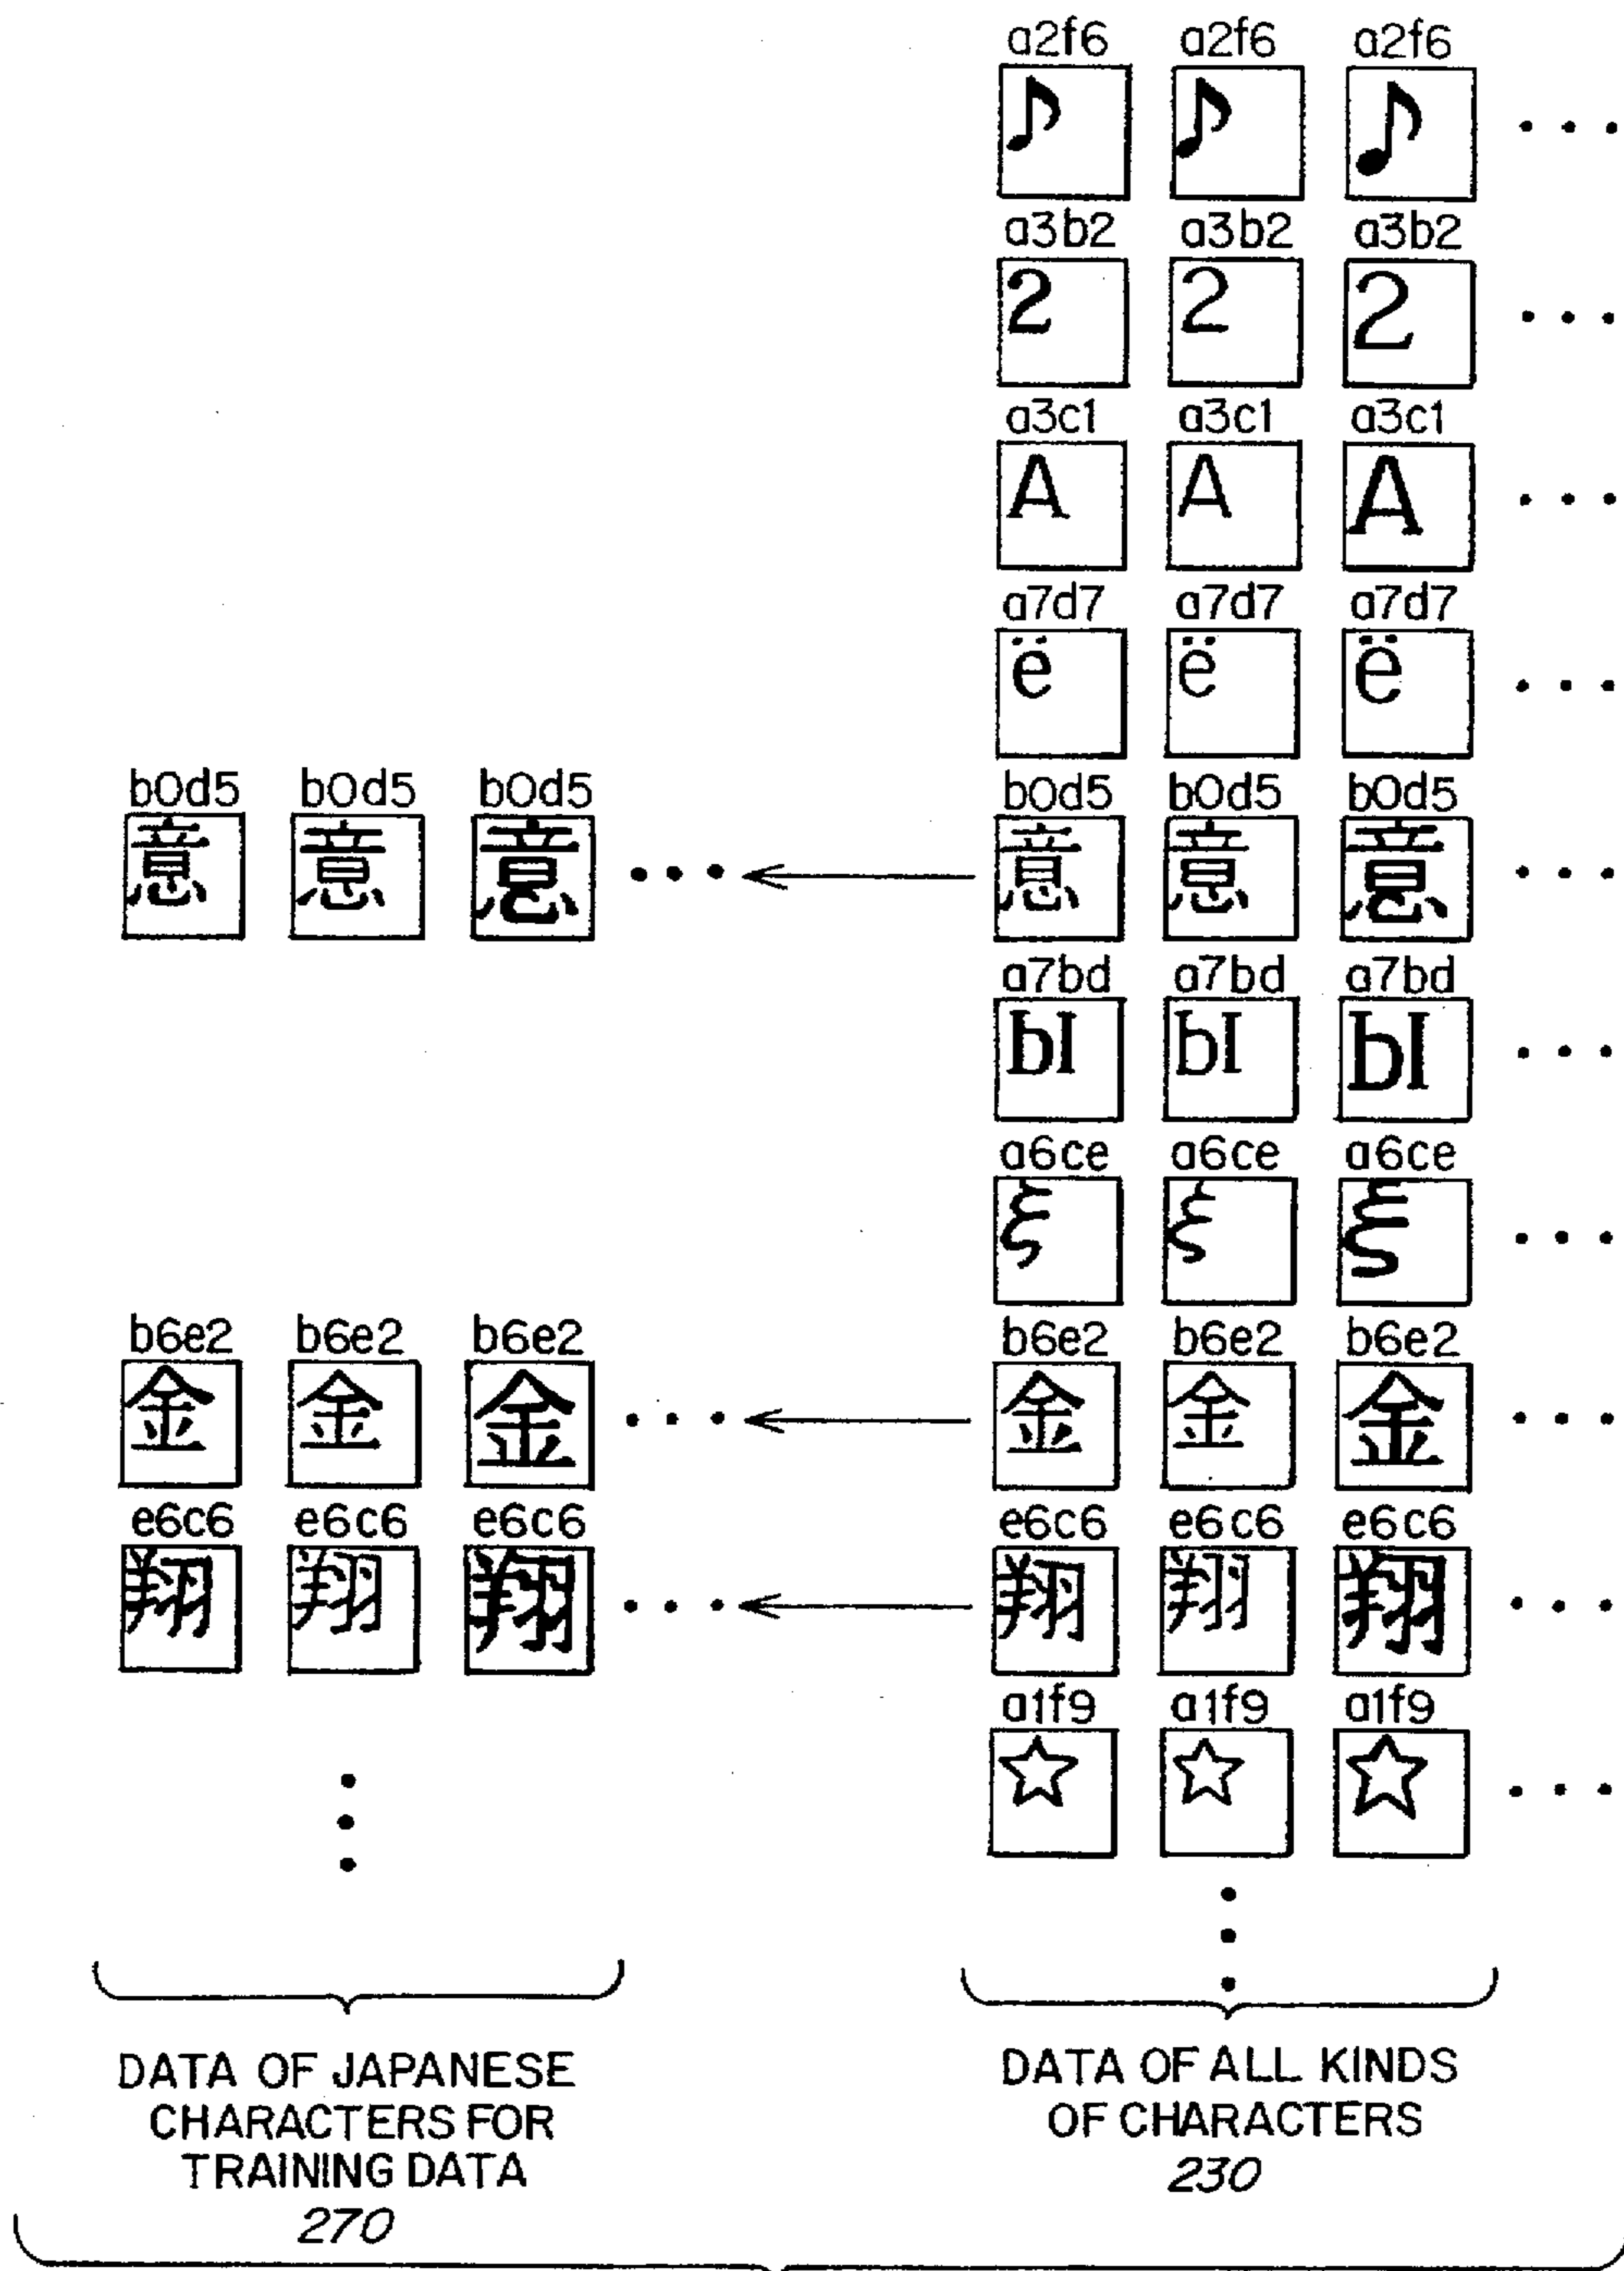 a2f6 a2f6 a2f6
♪ ♪ ♪ ...
a3b2 a3b2 a3b2
2 2 2 ...
a3c1 a3c1 a3c1
A A A ...
a7d7 a7d7 a7d7
ё ё ё ...
b0d5 b0d5 b0d5 b0d5 b0d5 b0d5
意 意 意 ... 意 意 意 ...
a7bd a7bd a7bd
Ы Ы Ы ...
a6ce a6ce a6ce
ξ ξ ξ ...
b6e2 b6e2 b6e2 b6e2 b6e2 b6e2
金 金 金 ... 金 金 金 ...
e6c6 e6c6 e6c6 e6c6 e6c6 e6c6
翔 翔 翔 ... 翔 翔 翔 ...
a1f9 a1f9 a1f9
☆ ☆ ☆ ...
DATA OF JAPANESE
CHARACTERS FOR
TRAINING DATA
270
DATA OF ALL KINDS
OF CHARACTERS
230